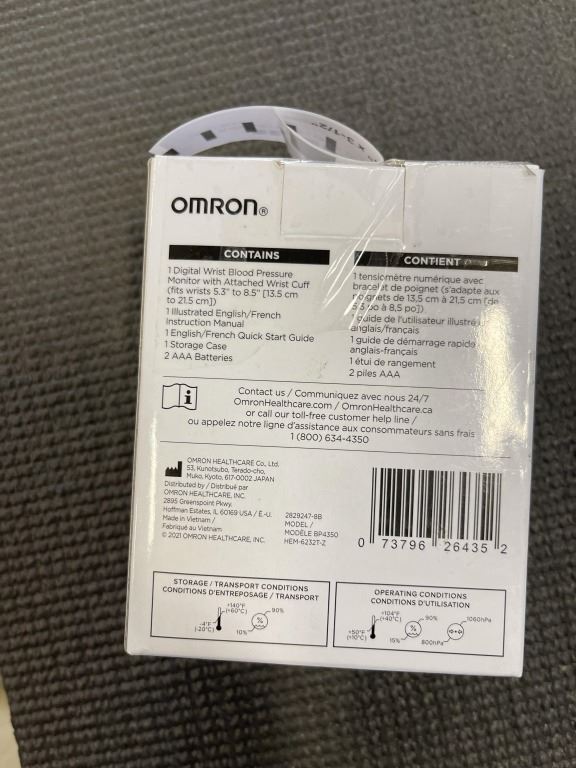 x 3-1/2"
OMRON®
CONTAINS
1 Digital Wrist Blood Pressure
Monitor with Attached Wrist Cuff
(fits wrists 5.3" to 8.5" [13.5 cm
to 21.5 cm])
1 Illustrated English/French
Instruction Manual
1 English/French Quick Start Guide
1 Storage Case
2 AAA Batteries
CONTIENT
1 tensiomètre numérique avec
bracelet de poignet (s'adapte aux
poignets de 13,5 cm à 21,5 cm [de
5,3 po à 8,5 po])
1 guide de l'utilisateur illustré
anglais/français
1 guide de démarrage rapide
anglais-français
1 étui de rangement
2 piles AAA
Contact us / Communiquez avec nous 24/7
OmronHealthcare.com / OmronHealthcare.ca
or call our toll-free customer help line /
ou appelez notre ligne d'assistance aux consommateurs sans frais
1 (800) 634-4350
OMRON HEALTHCARE Co., Ltd.
53, Kunotsubo, Terado-cho,
Muko, Kyoto, 617-0002 JAPAN
Distributed by / Distribué par
OMRON HEALTHCARE, INC.
2895 Greenspoint Pkwy.
Hoffman Estates, IL 60169 USA / É.-U.
Made in Vietnam /
Fabriqué au Vietnam
© 2021 OMRON HEALTHCARE, INC.
2829247-8B
MODEL /
MODÈLE BP4350
HEM-6232T-Z
0 73796 26435 2
STORAGE / TRANSPORT CONDITIONS
CONDITIONS D'ENTREPOSAGE / TRANSPORT
+140°F
(+60°C)
-4°F
(-20°C)
90%
%
10%
OPERATING CONDITIONS
CONDITIONS D'UTILISATION
+104°F
(+40°C)
+50°F
(+10°C)
90%
%
15%
1060hPa
800hPa